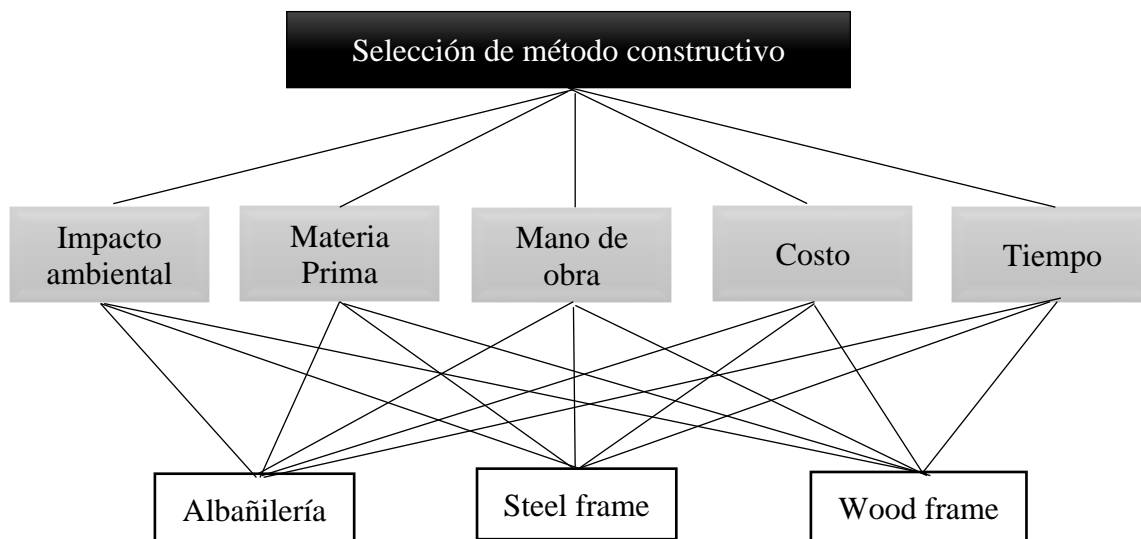 Selección de método constructivo
Impacto
ambiental
Materia
Prima
Mano de
obra
Costo
Tiempo
Albañilería
Steel frame
Wood frame